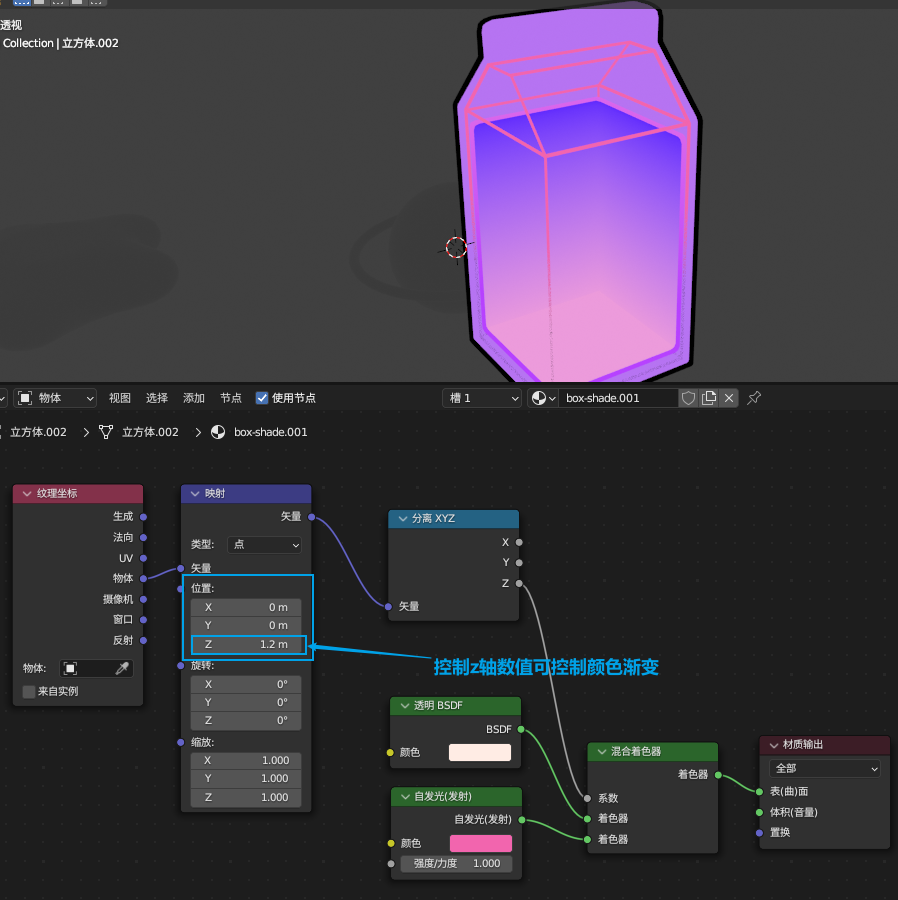 透视
Collection | 立方体.002
物体 视图 选择 添加 节点 使用节点 槽 1 box-shade.001
立方体.002 > 立方体.002 > box-shade.001
纹理坐标
生成
法向
UV
物体
摄像机
窗口
反射
物体:
来自实例
映射
矢量
类型: 点
矢量
位置:
X 0 m
Y 0 m
Z 1.2 m
旋转:
X 0°
Y 0°
Z 0°
缩放:
X 1.000
Y 1.000
Z 1.000
分离 XYZ
X
Y
Z
矢量
控制z轴数值可控制颜色渐变
透明 BSDF
BSDF
颜色
自发光(发射)
自发光(发射)
颜色
强度/力度 1.000
混合着色器
着色器
系数
着色器
着色器
材质输出
全部
表(曲)面
体积(音量)
置换